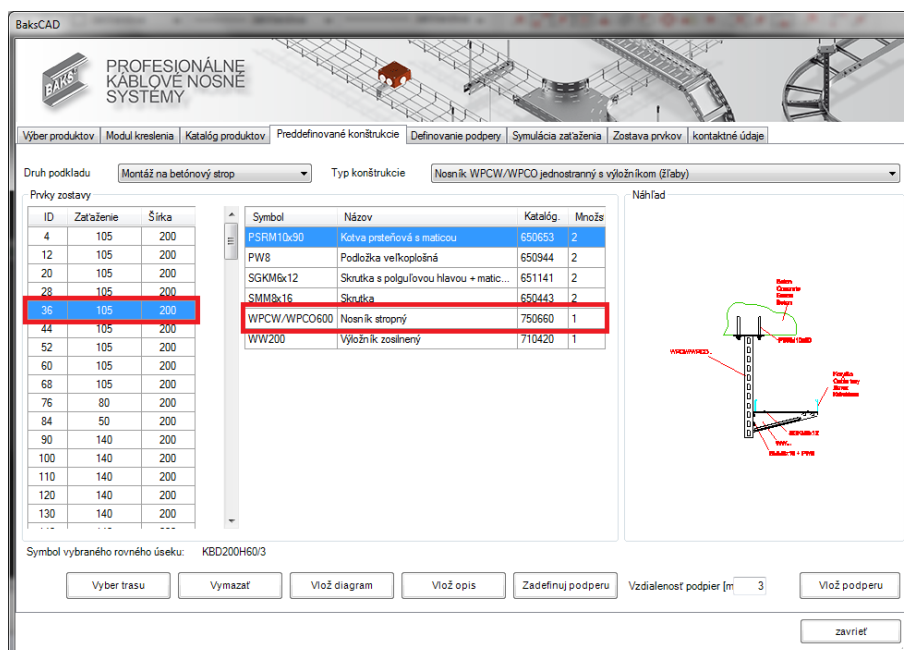 BaksCAD
BAKS
PROFESIONÁLNE
KÁBLOVÉ NOSNÉ
SYSTÉMY
Výber produktov Modul kreslenia Katalóg produktov Preddefinované konštrukcie Definovanie podpery Symulácia zaťaženia Zostava prvkov kontaktné údaje
Druh podkladu Montáž na betónový strop Typ konštrukcie Nosník WPCW/WPCO jednostranný s výložníkom (žľaby)
Prvky zostavy Náhľad
ID Zaťaženie Šírka Symbol Názov Katalóg. Množs
4 105 200 PSRM10x90 Kotva prsteňová s maticou 650653 2
12 105 200 PW8 Podložka veľkoplošná 650944 2
20 105 200 SGKM6x12 Skrutka s polguľovou hlavou + matic... 651141 2
28 105 200 SMM8x16 Skrutka 650443 2
36 105 200 WPCW/WPCO600 Nosník stropný 750660 1
44 105 200 WW200 Výložník zosilnený 710420 1
52 105 200
60 105 200
68 105 200
76 80 200
84 50 200
90 140 200
100 140 200
110 140 200
120 140 200
130 140 200
Beton
Concrete
Beton
PSRM10x90
Symbol vybraného rovného úseku: KBD200H60/3
Vyber trasu Vymazať Vlož diagram Vlož opis Zadefinuj podperu Vzdialenosť podpier [m 3 Vlož podperu
zavrieť